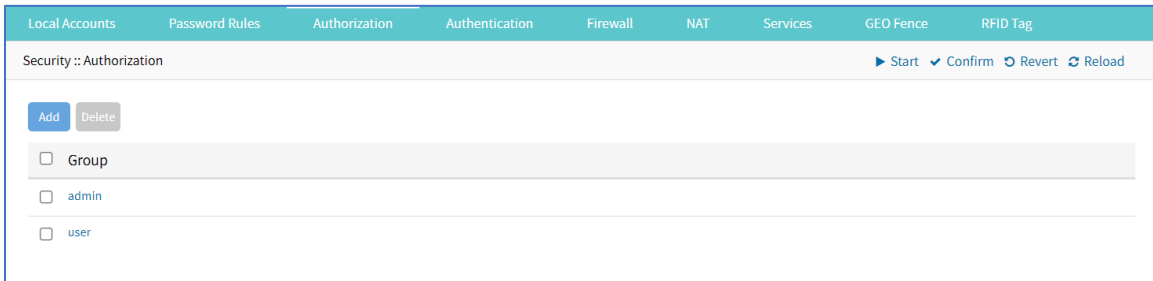 Local Accounts Password Rules Authorization Authentication Firewall NAT Services GEO Fence RFID Tag
Security :: Authorization Start Confirm Revert Reload
Add Delete
Group
admin
user